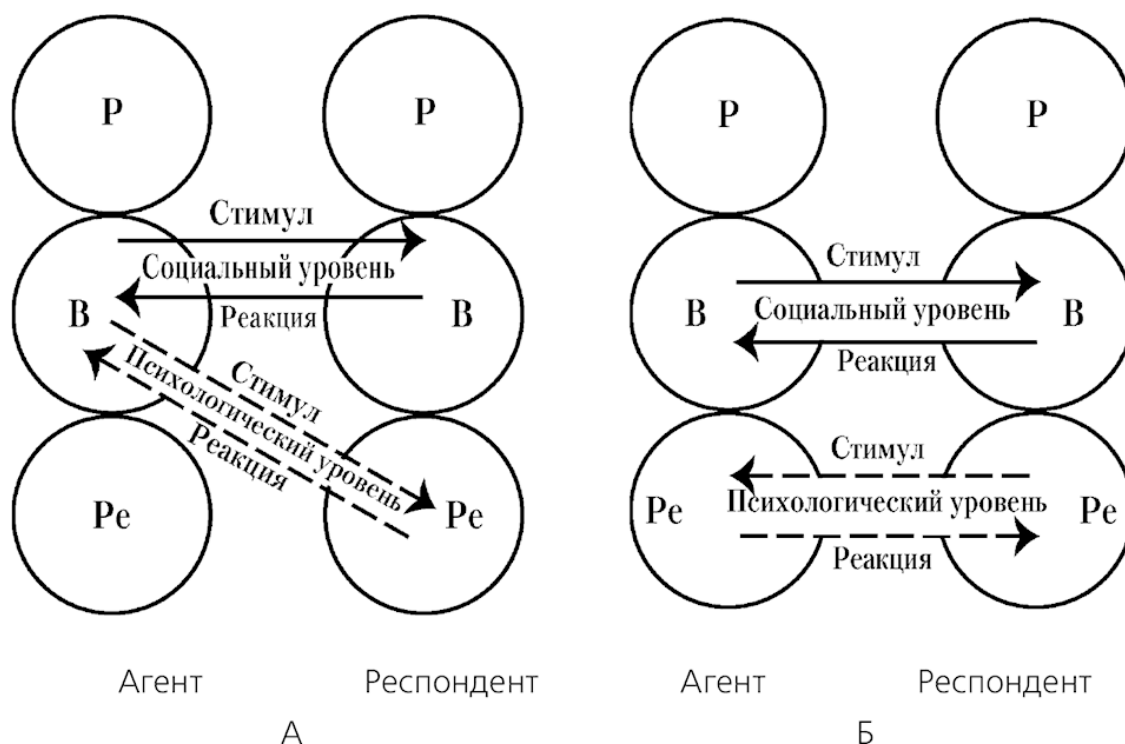 Р Р
Стимул
Социальный уровень
В В
Реакция
Стимул
Психологический уровень
Реакция
Ре Ре
Агент Респондент
А
Р Р
Стимул
В Социальный уровень В
Реакция
Стимул
Ре Психологический уровень Ре
Реакция
Агент Респондент
Б